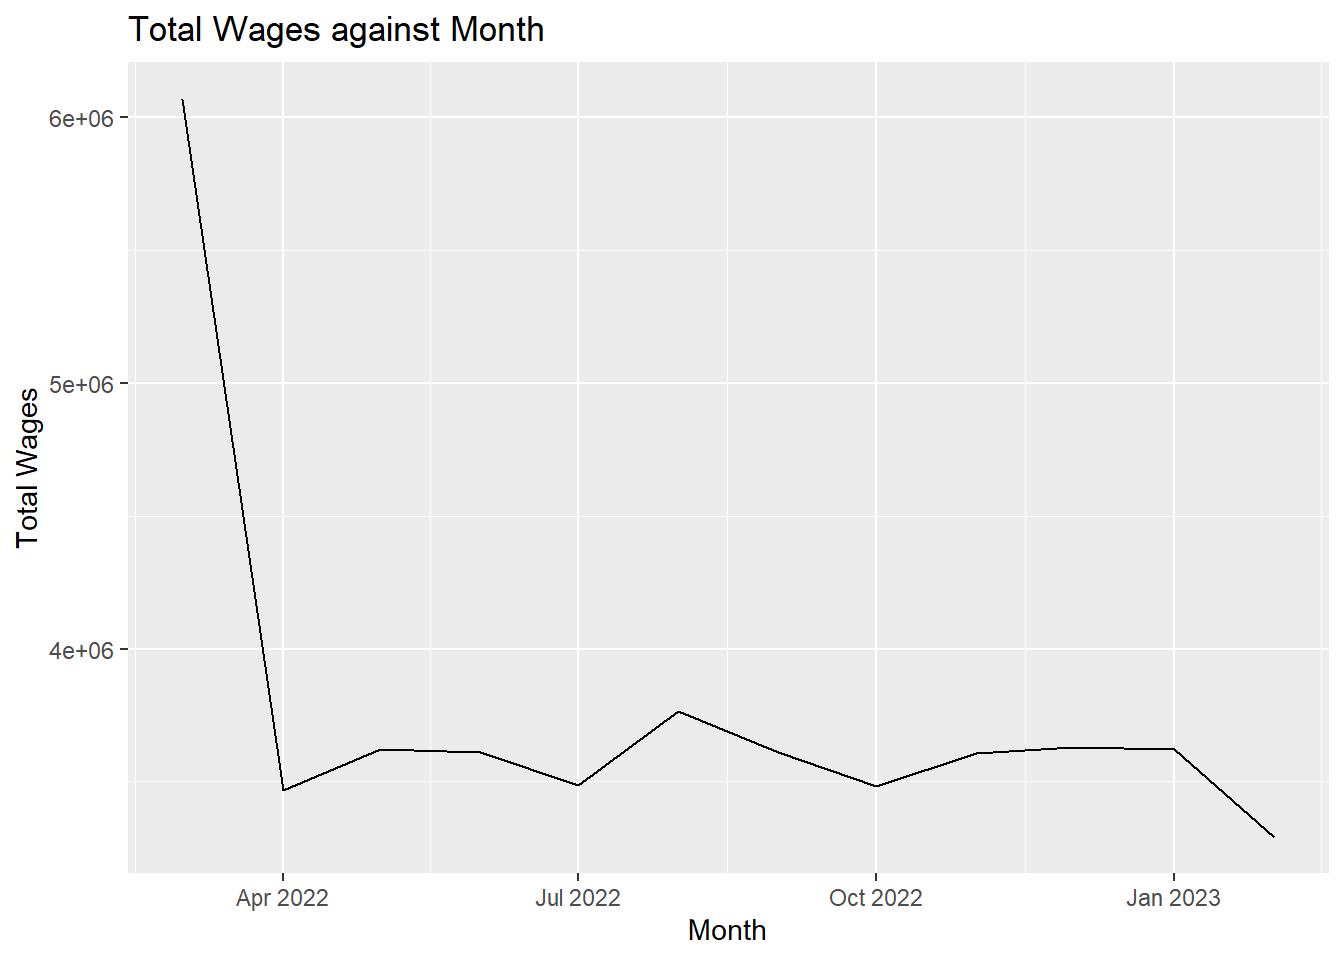 Total Wages against Month
6e+06
5e+06
4e+06
Total Wages
Apr 2022 Jul 2022 Oct 2022 Jan 2023
Month